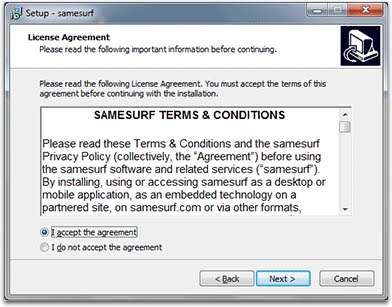 Setup - samesurf
License Agreement
Please read the following important information before continuing.
Please read the following License Agreement. You must accept the terms of this
agreement before continuing with the installation.
SAMESURF TERMS & CONDITIONS
Please read these Terms & Conditions and the samesurf
Privacy Policy (collectively, the “Agreement”) before using
the samesurf software and related services (“samesurf”).
By installing, using or accessing samesurf as a desktop or
mobile application, as an embedded technology on a
partnered site, on samesurf.com or via other formats,
I accept the agreement
I do not accept the agreement
< Back
Next >
Cancel